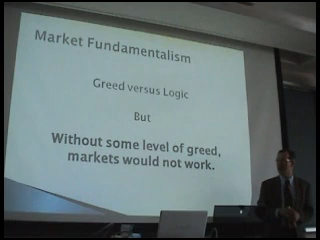 Market Fundamentalism
Greed versus Logic
But
Without some level of greed,
markets would not work.